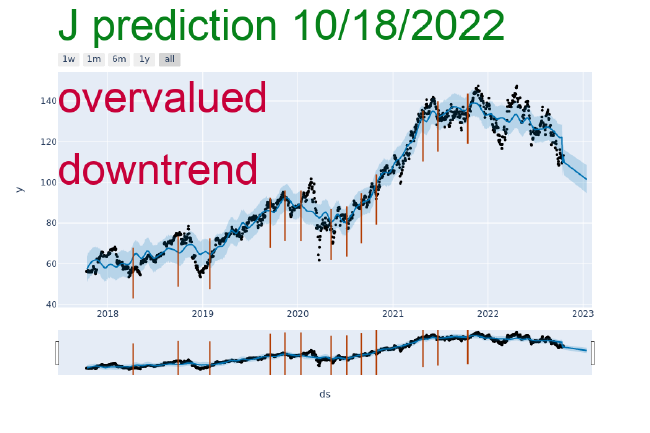 J prediction 10/18/2022
1w 1m 6m 1y all
overvalued
downtrend
140
120
100
80
60
40
y
2018 2019 2020 2021 2022 2023
ds